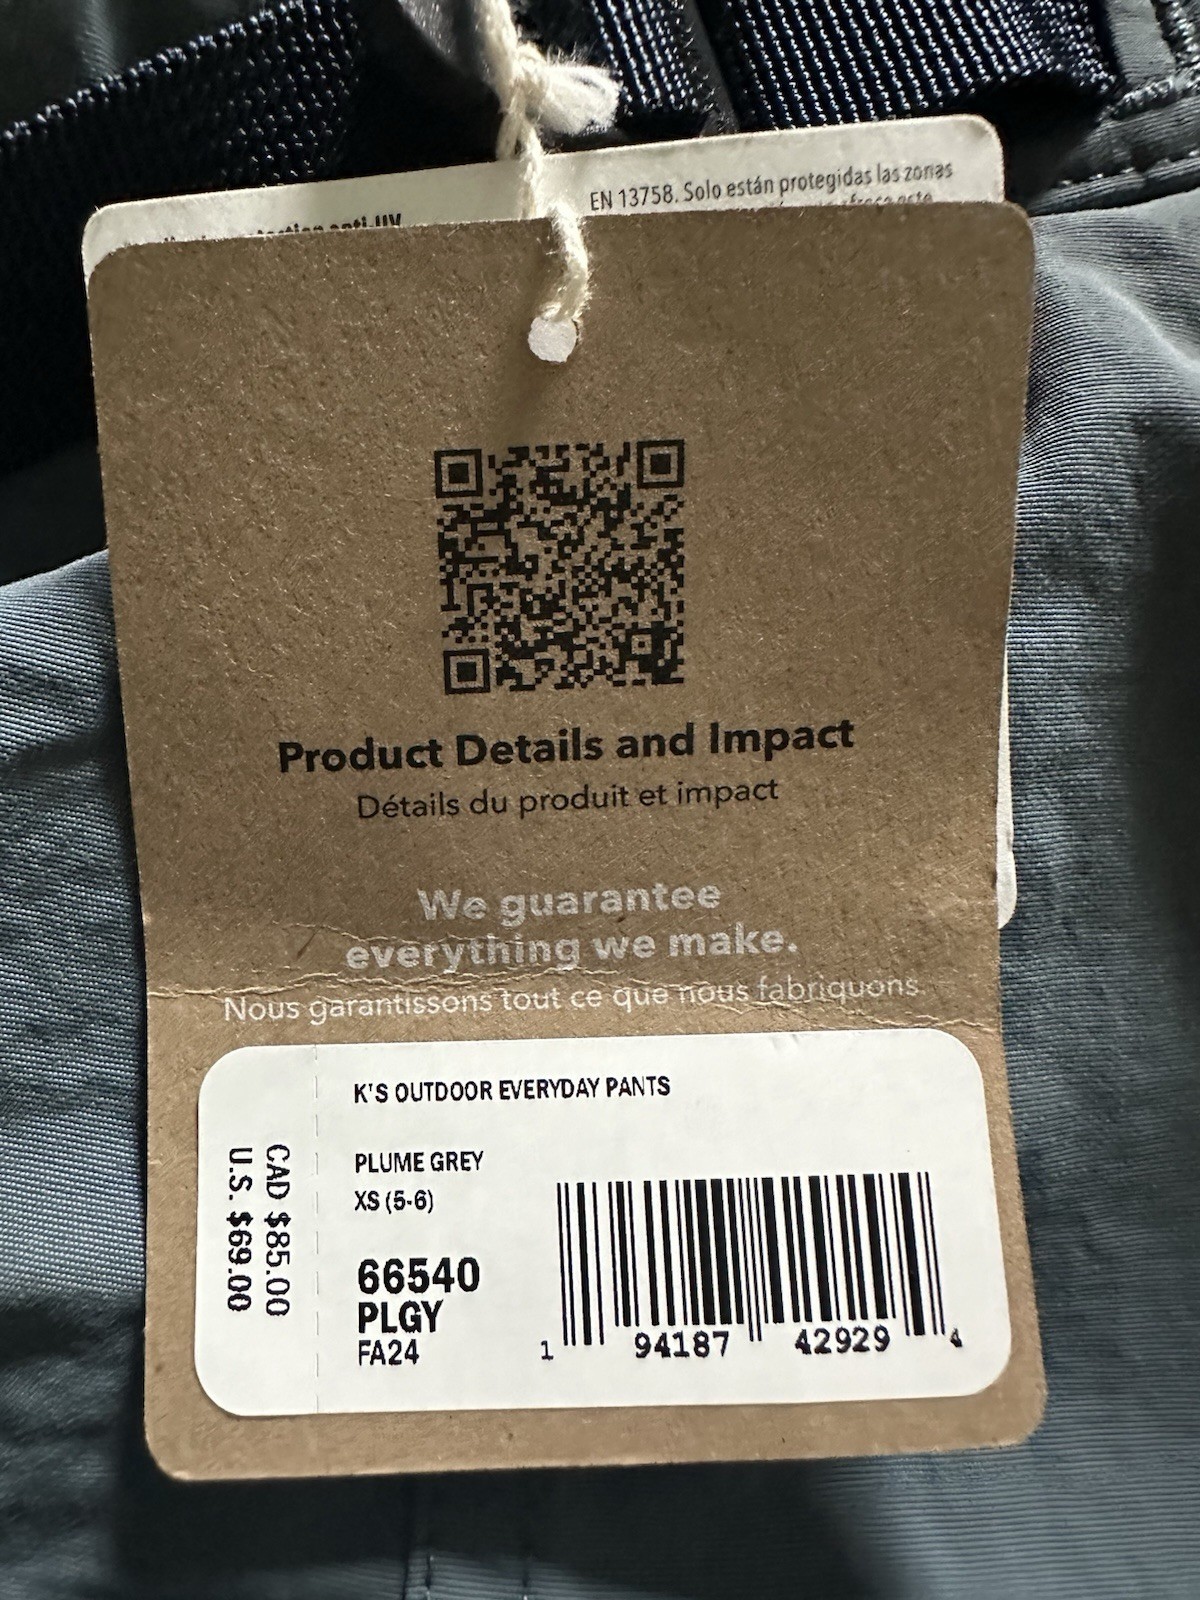 EN 13758. Solo están protegidas las zonas
anti-UV
Product Details and Impact
Détails du produit et impact
We guarantee
everything we make.
Nous garantissons tout ce que nous fabriquons.
K'S OUTDOOR EVERYDAY PANTS
PLUME GREY
XS (5-6)
66540
PLGY
FA24
CAD $85.00
U.S. $69.00
1 94187 42929 4